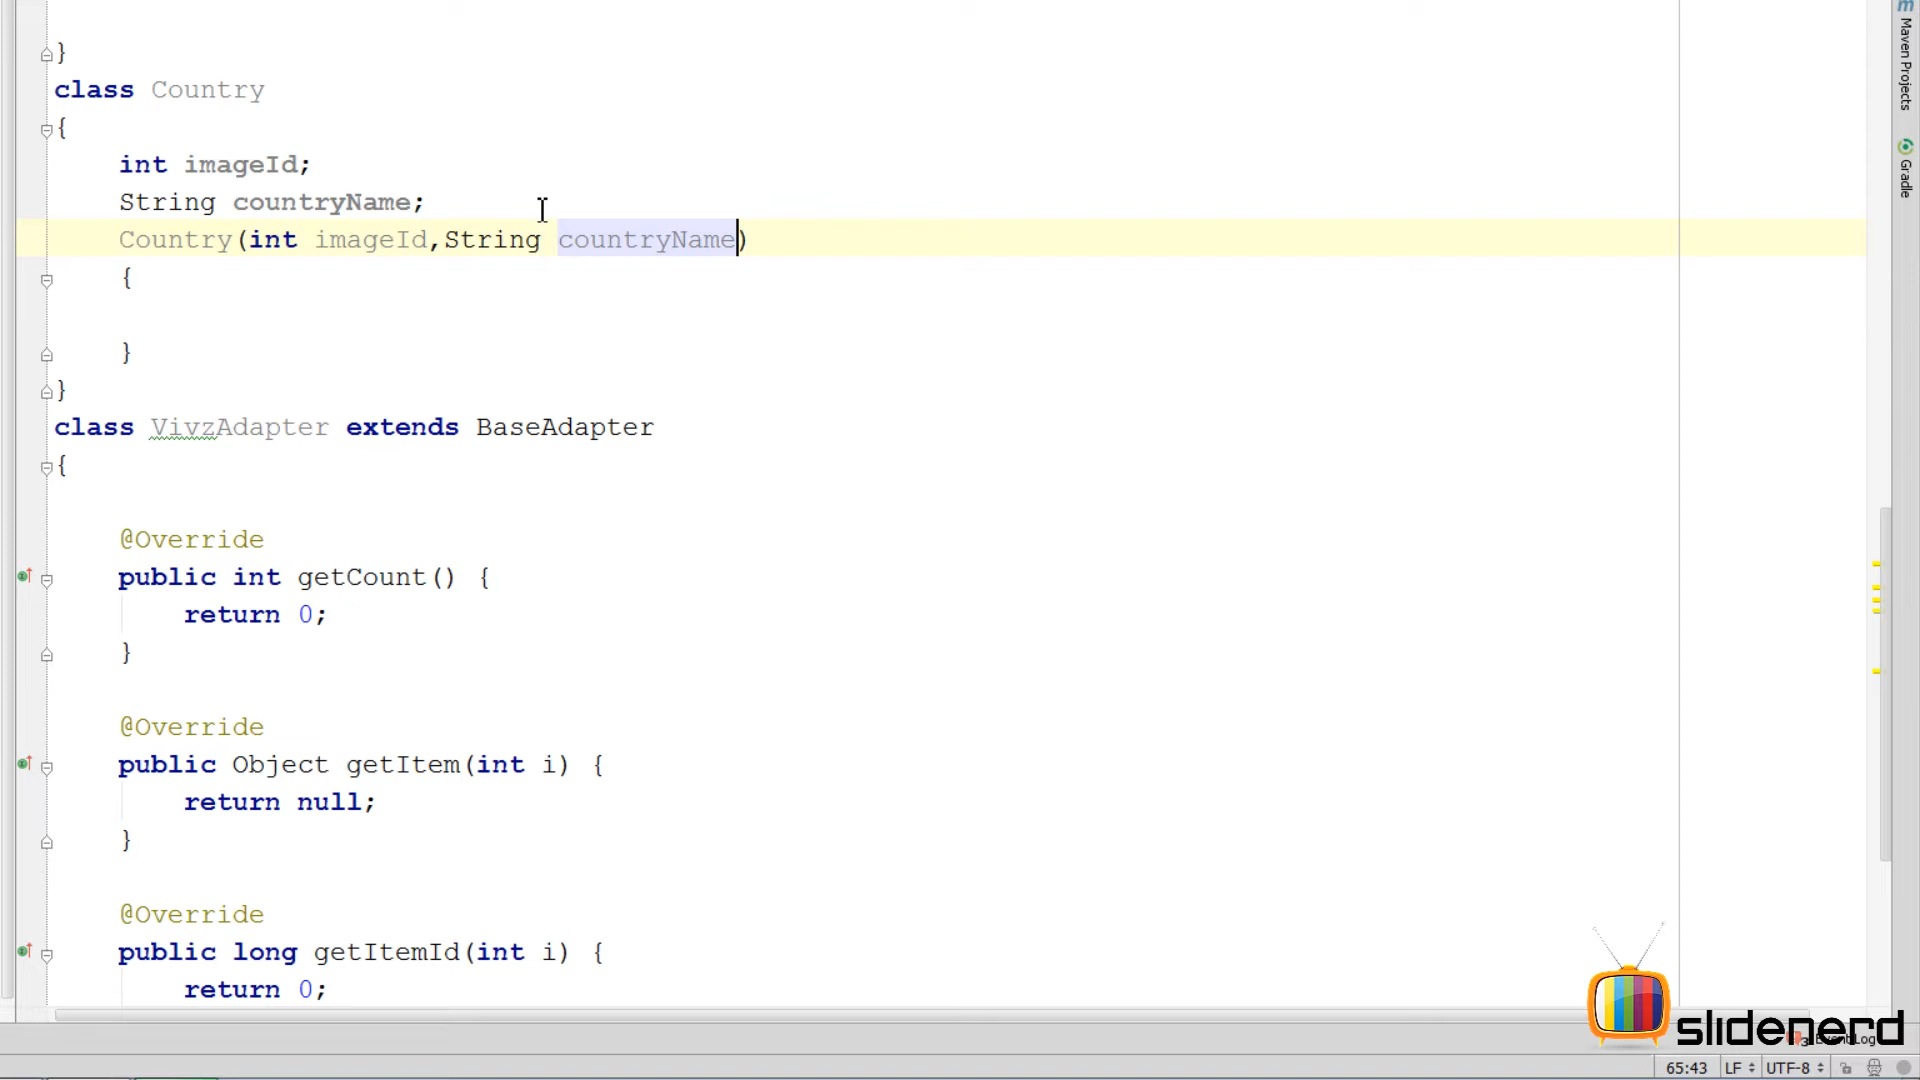 }
class Country
{
int imageId;
String countryName;
Country(int imageId,String countryName)
{
}
}
class VivzAdapter extends BaseAdapter
{
@Override
public int getCount() {
return 0;
}
@Override
public Object getItem(int i) {
return null;
}
@Override
public long getItemId(int i) {
return 0;
m
Maven Projects
Gradle
slidenerd
Event Log
65:43 LF UTF-8